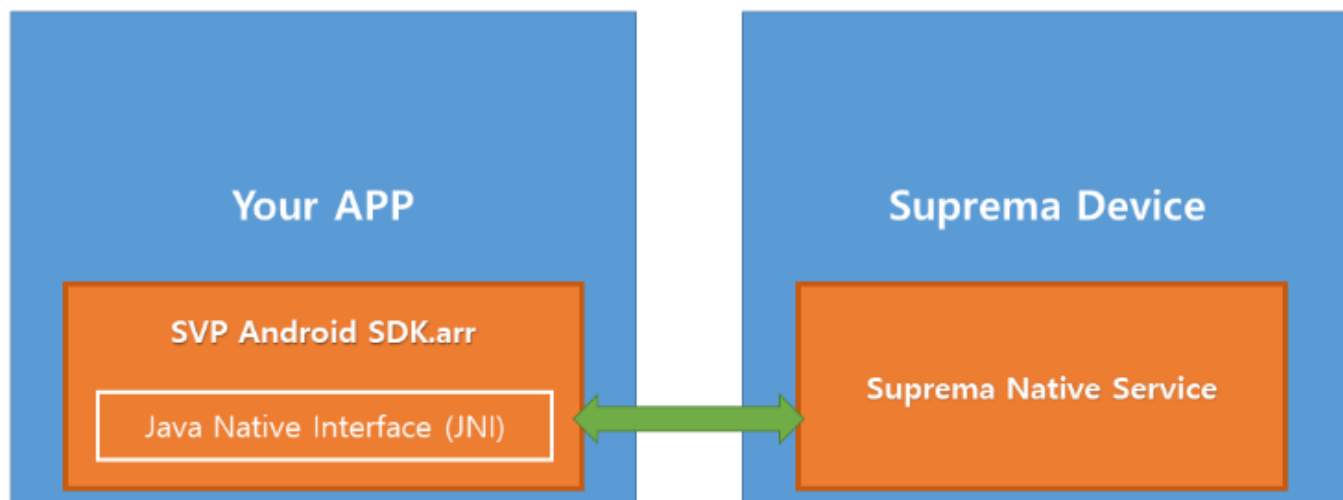 Your APP
SVP Android SDK.arr
Java Native Interface (JNI)
Suprema Device
Suprema Native Service